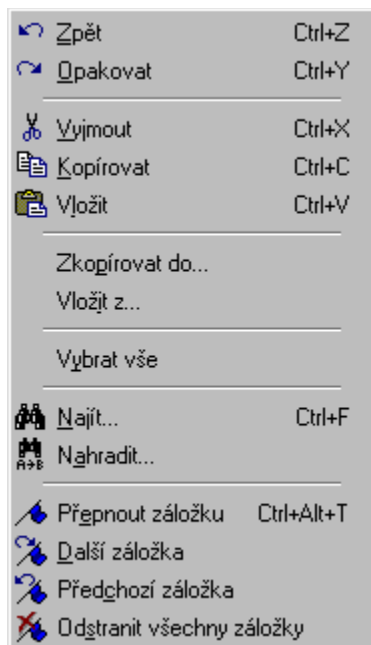 Zpět Ctrl+Z
Opakovat Ctrl+Y
Vyjmout Ctrl+X
Kopírovat Ctrl+C
Vložit Ctrl+V
Zkopírovat do...
Vložit z...
Vybrat vše
Najít... Ctrl+F
A→B Nahradit...
Přepnout záložku Ctrl+Alt+T
Další záložka
Předchozí záložka
Odstranit všechny záložky